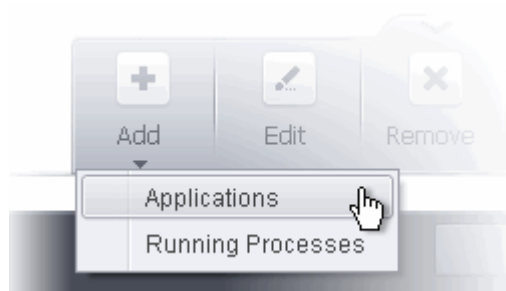 Add Edit Remove
Applications
Running Processes